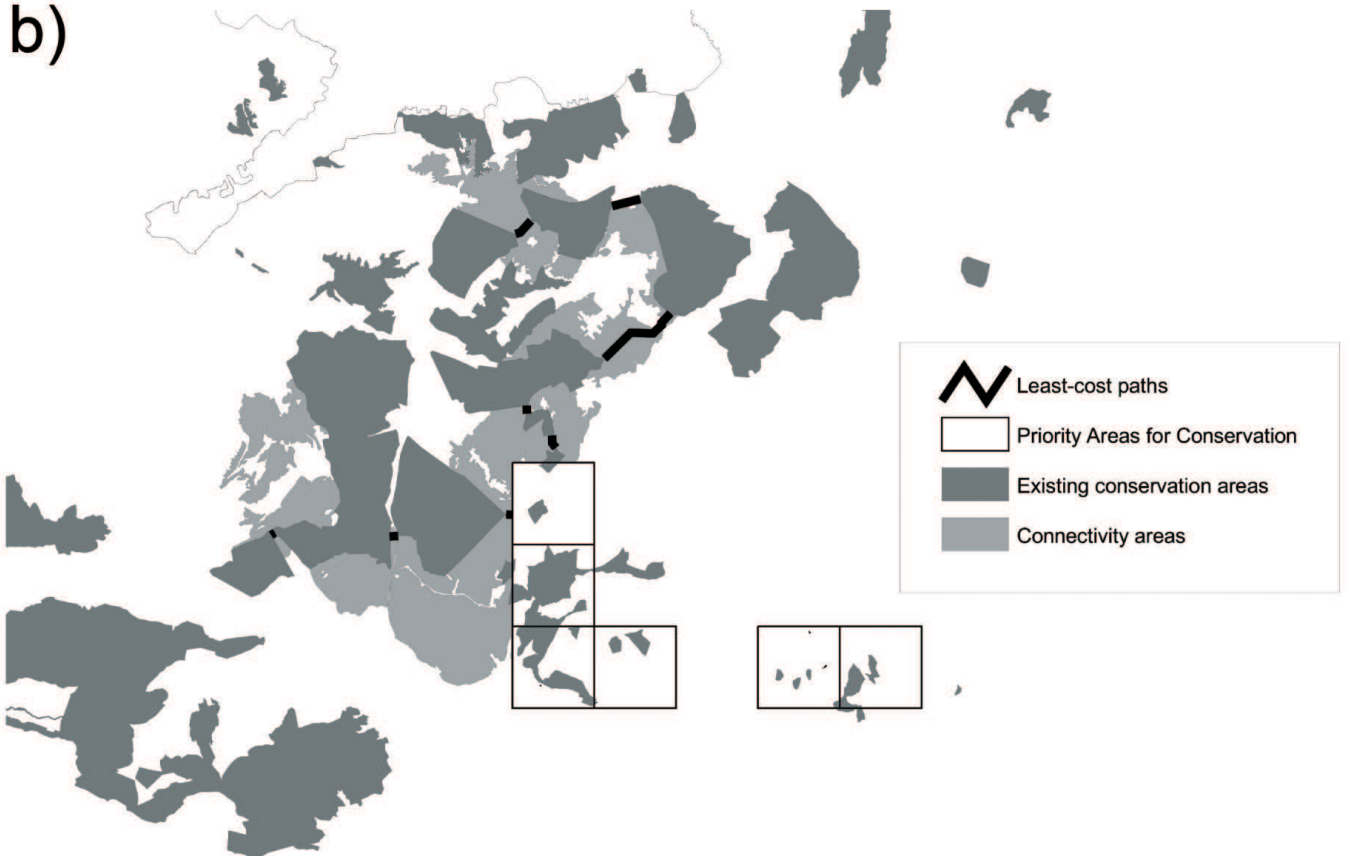 b)
Least-cost paths
Priority Areas for Conservation
Existing conservation areas
Connectivity areas